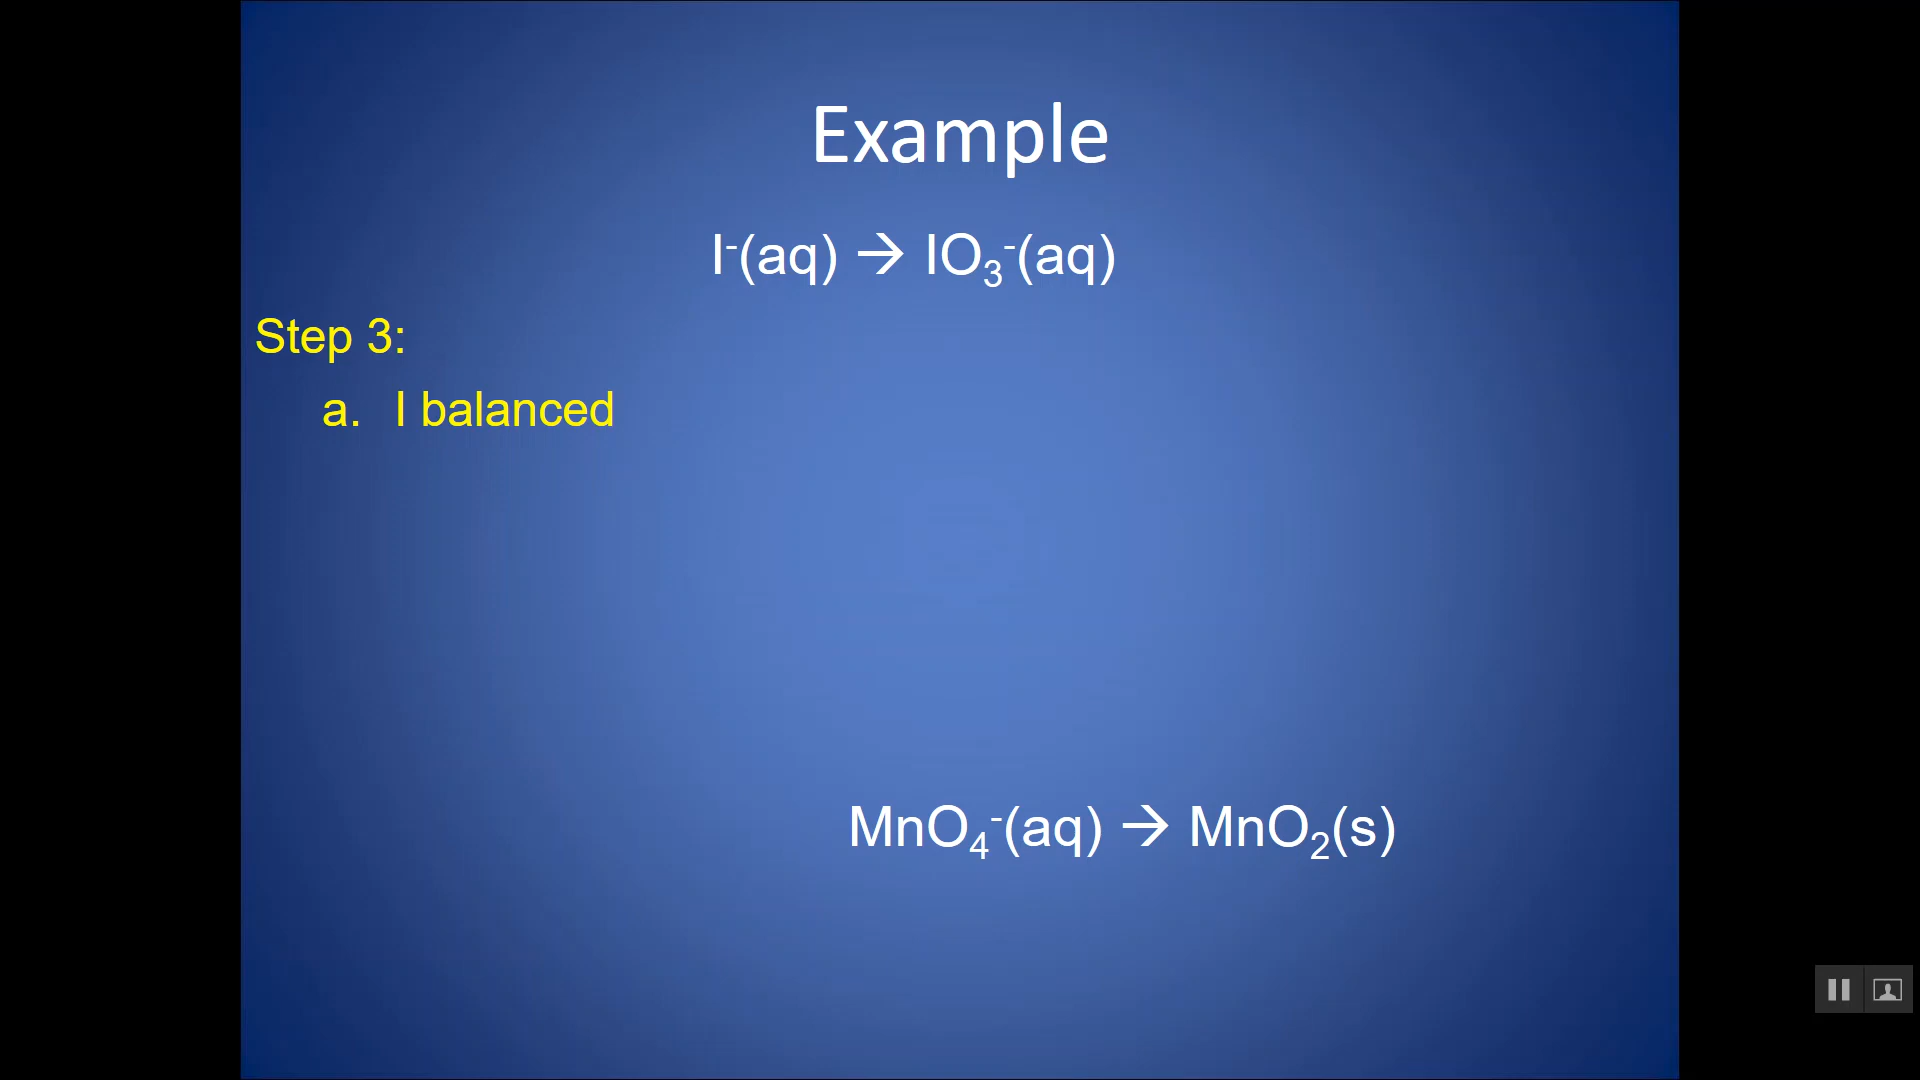 Example
I⁻(aq) → IO₃⁻(aq)
Step 3:
a. I balanced
MnO₄⁻(aq) → MnO₂(s)